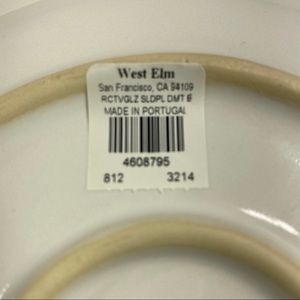 West Elm
San Francisco, CA 94109
RCTVGLZ SLDPL DMT
MADE IN PORTUGAL
4608795
812 3214